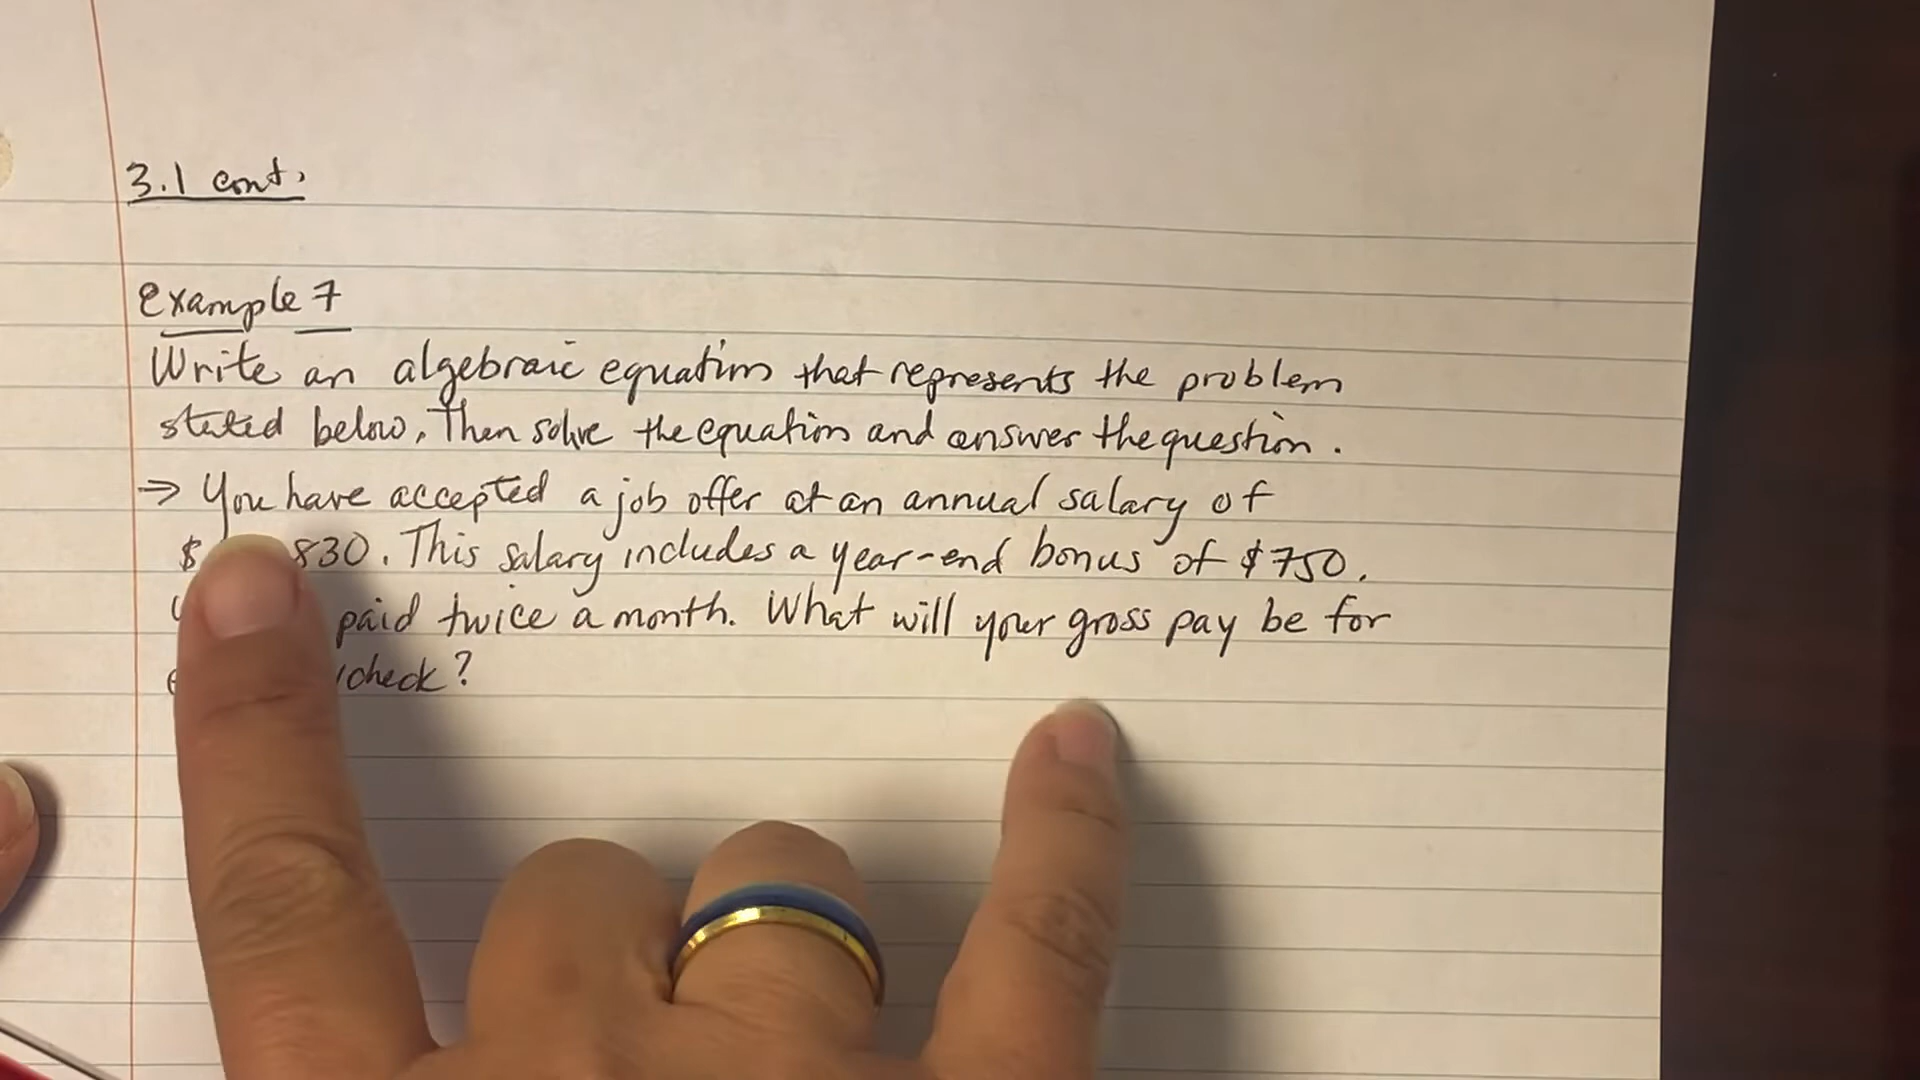 3.1 cont.
Example 7
Write an algebraic equation that represents the problem
stated below. Then solve the equation and answer the question.
→ You have accepted a job offer at an annual salary of
$ 830. This salary includes a year-end bonus of $750.
paid twice a month. What will your gross pay be for
check?